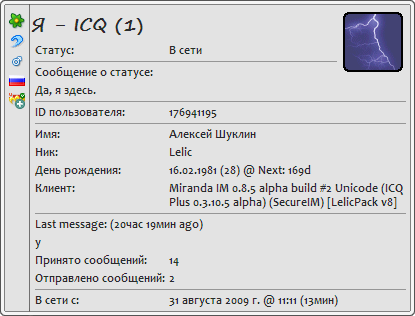 Я - ICQ (1)
Статус: В сети
Сообщение о статусе:
Да, я здесь.
ID пользователя: 176941195
Имя: Алексей Шуклин
Ник: Lelic
День рождения: 16.02.1981 (28) @ Next: 169d
Клиент: Miranda IM 0.8.5 alpha build #2 Unicode (ICQ
Plus 0.3.10.5 alpha) (SecureIM) [LelicPack v8]
Last message: (20час 19мин ago)
у
Принято сообщений: 14
Отправлено сообщений: 2
В сети с: 31 августа 2009 г. @ 11:11 (13мин)